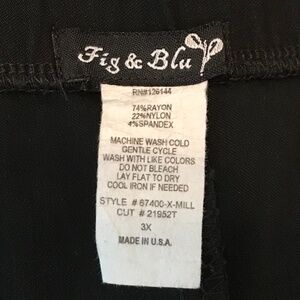 Fig & Blu
RN#126144
74%RAYON
22%NYLON
4%SPANDEX
MACHINE WASH COLD
GENTLE CYCLE
WASH WITH LIKE COLORS
DO NOT BLEACH
LAY FLAT TO DRY
COOL IRON IF NEEDED
STYLE # 67400-X-MILL
CUT # 21952T
3X
MADE IN U.S.A.